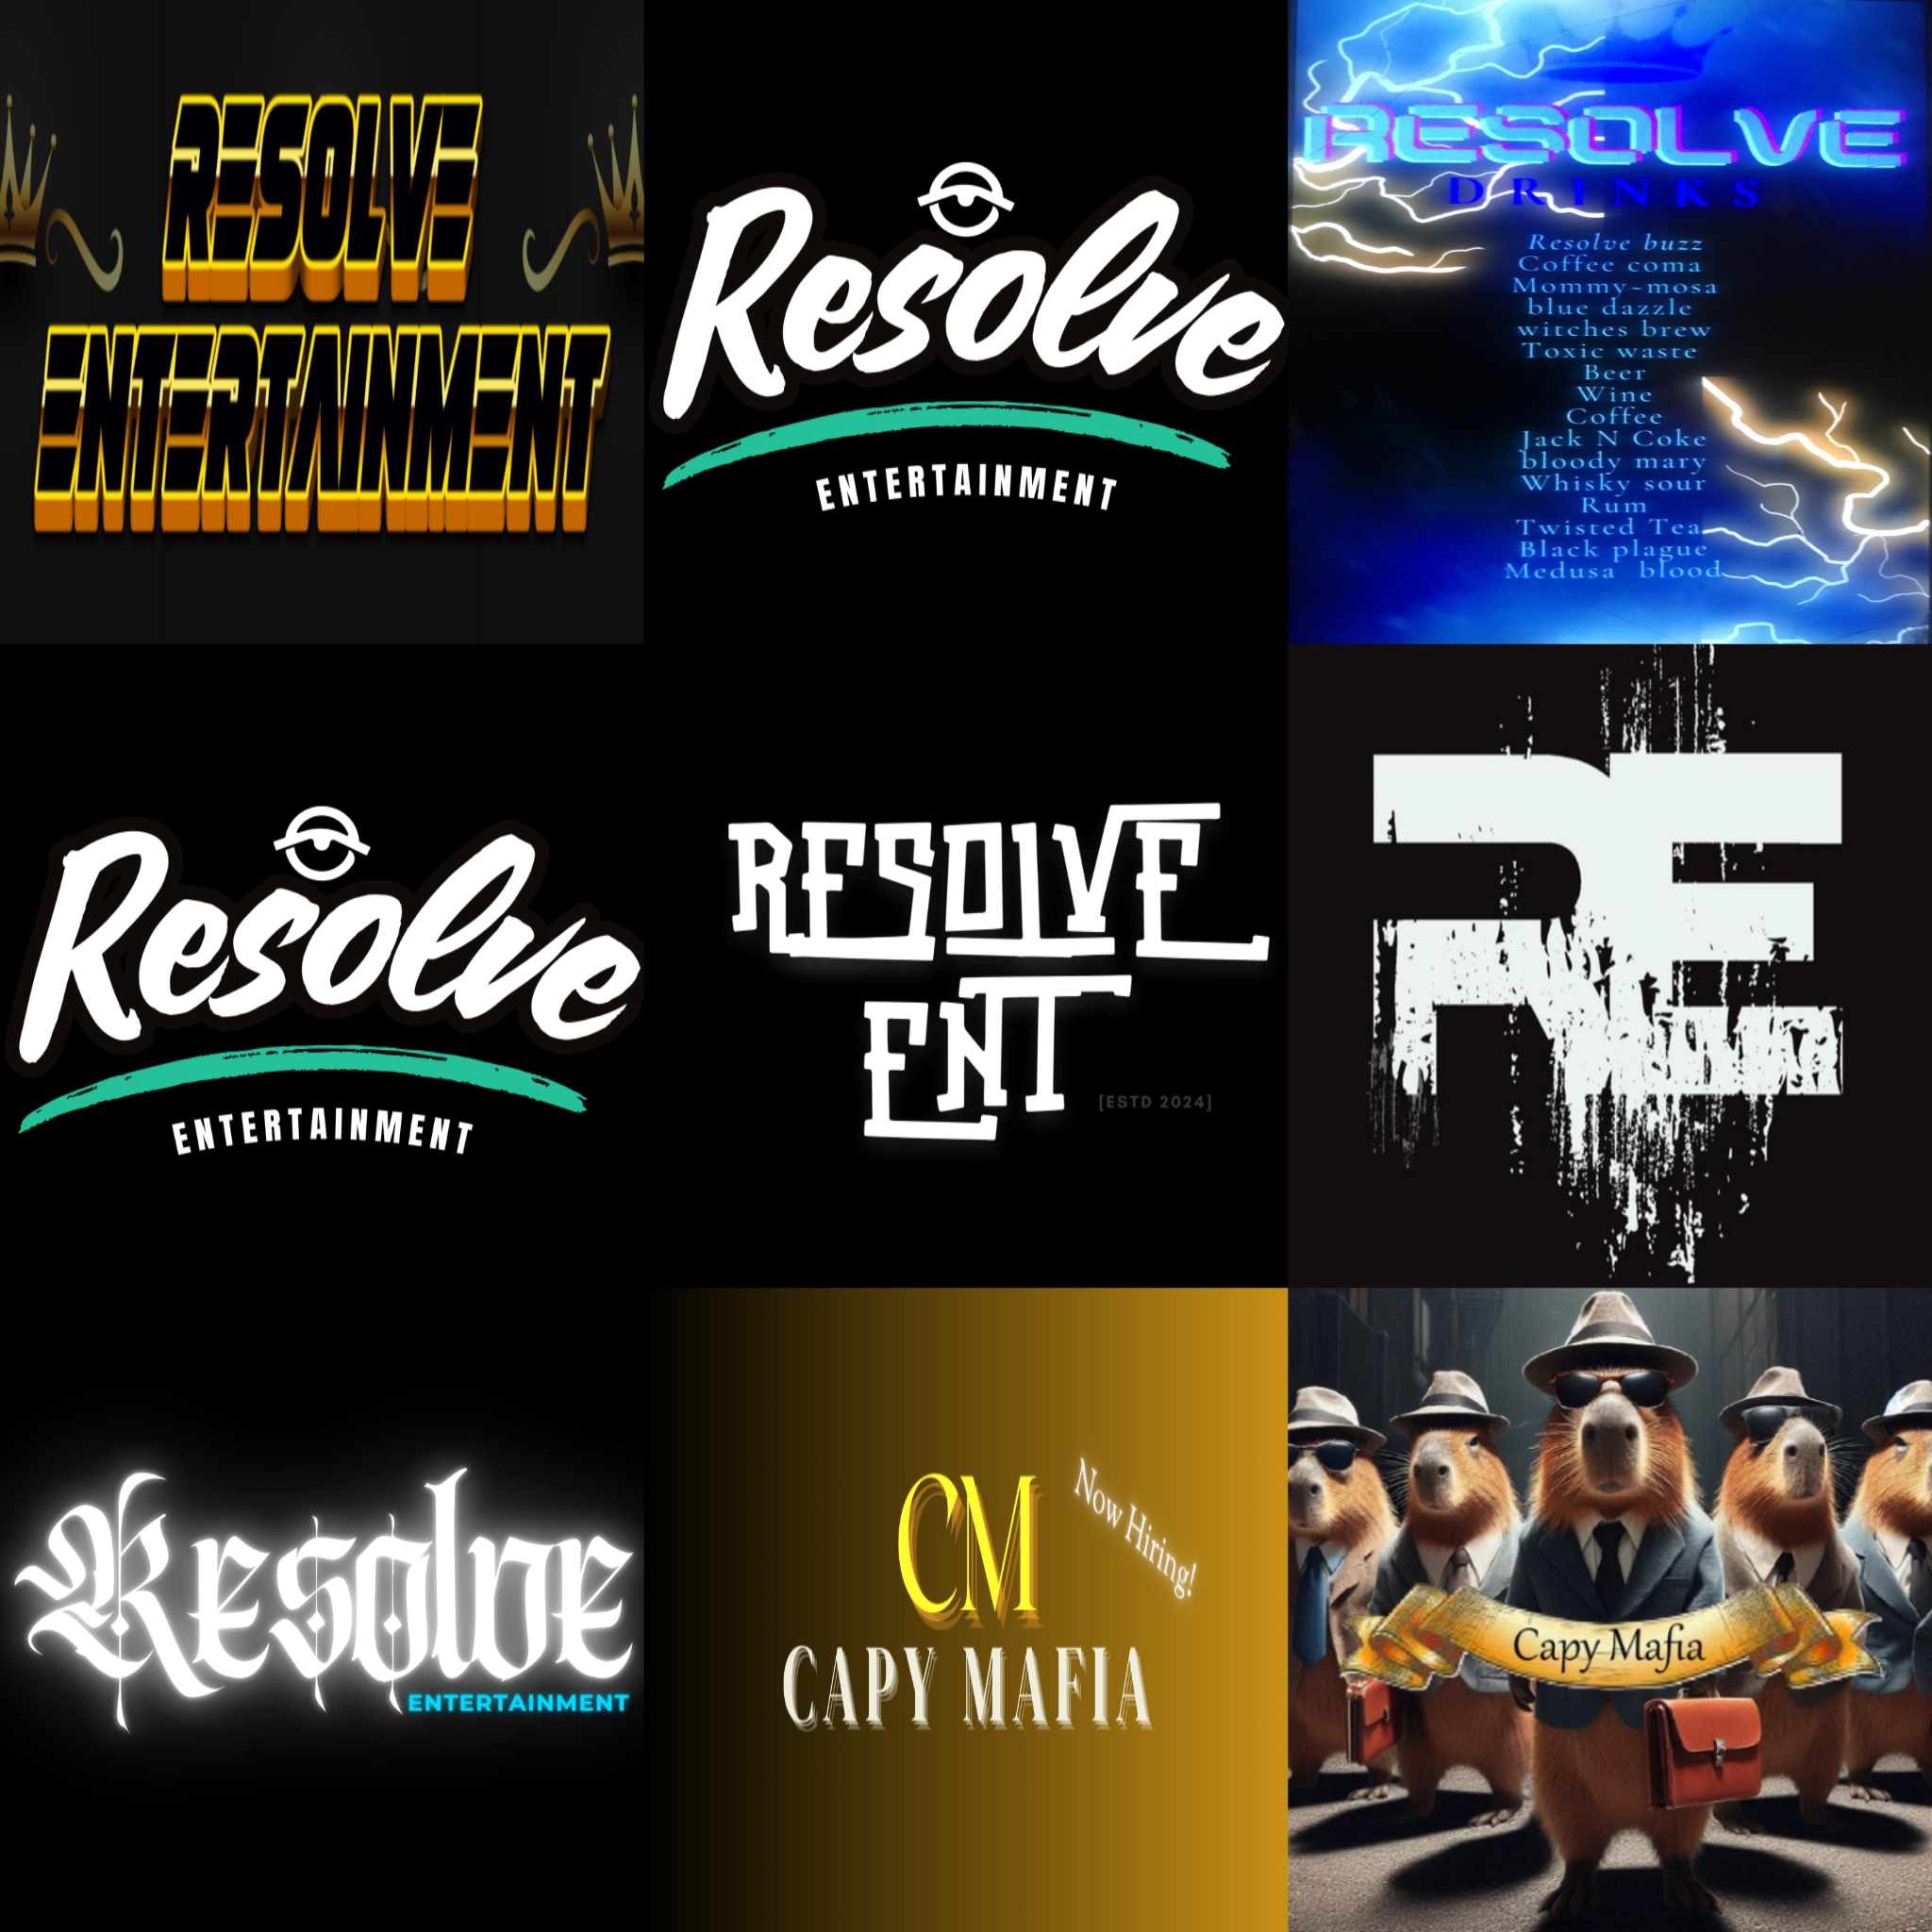 RESOLVE
ENTERTAINMENT
Resolve
ENTERTAINMENT
RESOLVE
DRINKS
Resolve buzz
Coffee coma
Mommy~mosa
blue dazzle
witches brew
Toxic waste
Beer
Wine
Coffee
Jack N Coke
bloody mary
Whisky sour
Rum
Twisted Tea
Black plague
Medusa blood
Resolve
ENTERTAINMENT
RESOLVE
ENT
[ESTD 2024]
RE
Resolve
ENTERTAINMENT
CM
Now Hiring!
CAPY MAFIA
Capy Mafia